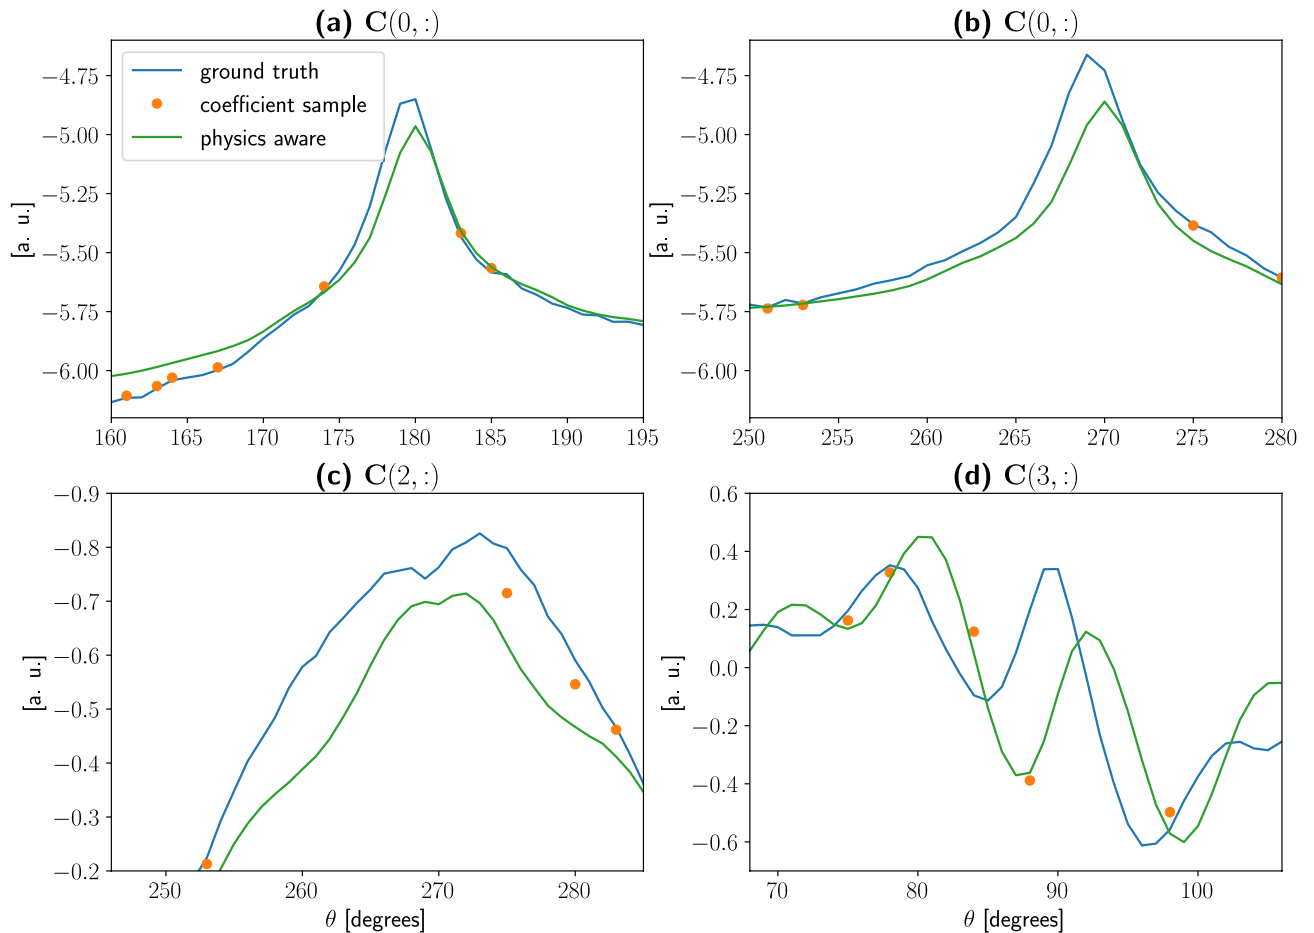 (a) C(0, :)
ground truth
coefficient sample
physics aware
−4.75
−5.00
−5.25
−5.50
−5.75
−6.00
[a. u.]
160 165 170 175 180 185 190 195
(b) C(0, :)
−4.75
−5.00
−5.25
−5.50
−5.75
−6.00
[a. u.]
250 255 260 265 270 275 280
(c) C(2, :)
−0.9
−0.8
−0.7
−0.6
−0.5
−0.4
−0.3
−0.2
[a. u.]
250 260 270 280
θ [degrees]
(d) C(3, :)
0.6
0.4
0.2
0.0
−0.2
−0.4
−0.6
[a. u.]
70 80 90 100
θ [degrees]